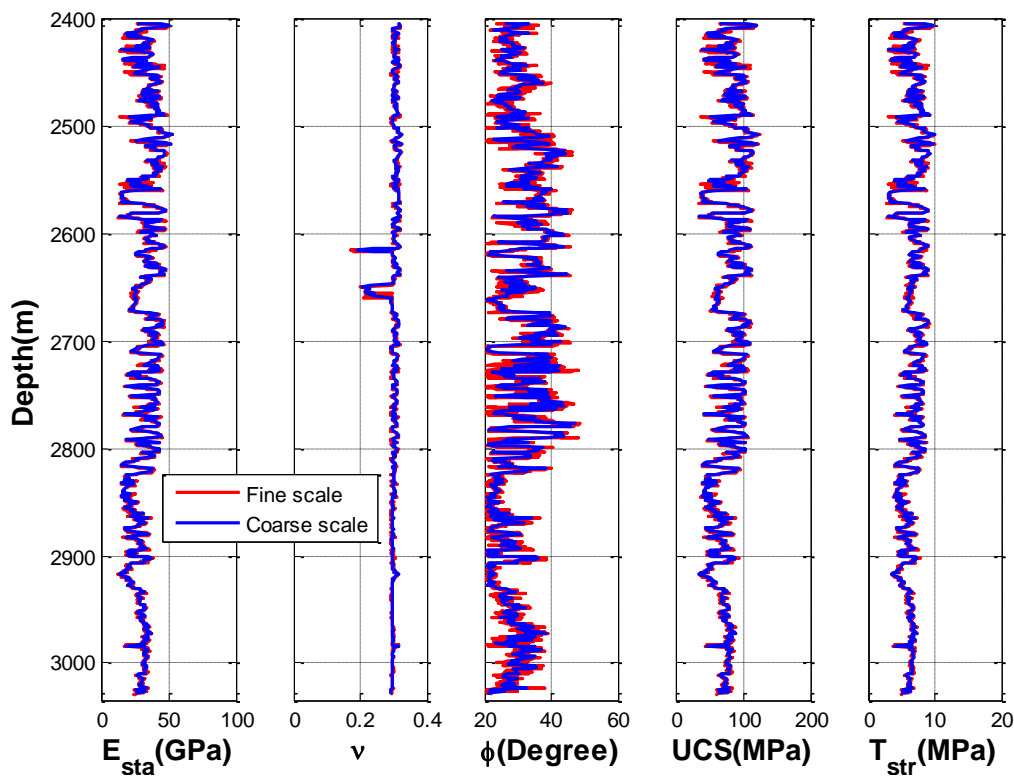 2400
2500
2600
2700
2800
2900
3000
Depth(m)
Fine scale
Coarse scale
0 50 100
0 0.2 0.4
20 40 60
0 100 200
0 10 20
E_sta(GPa)
ν
ϕ(Degree)
UCS(MPa)
T_str(MPa)